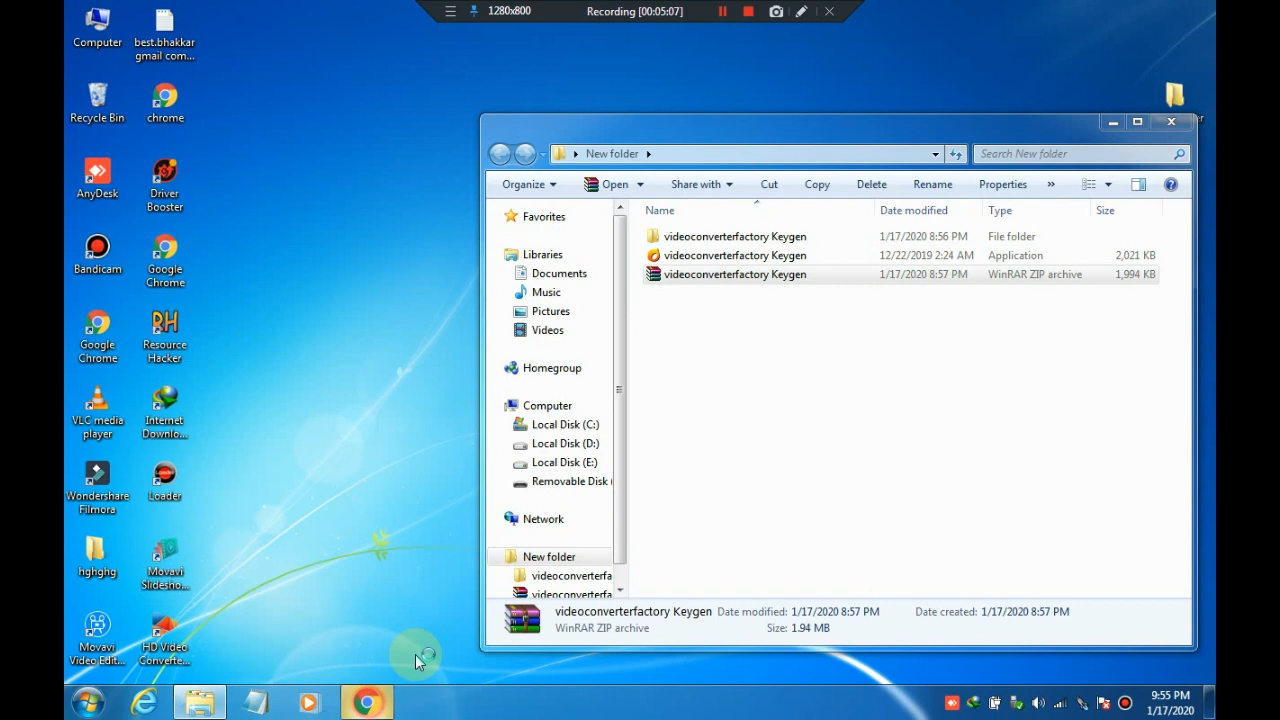 1280x800
Recording [00:05:07]
Computer
best.bhakkar
gmail com...
Recycle Bin
chrome
AnyDesk
Driver
Booster
Bandicam
Google
Chrome
Google
Chrome
RH
Resource
Hacker
VLC media
player
Internet
Downlo...
Wondershare
Filmora
Loader
hghghg
Movavi
Slidesho...
Movavi
Video Edit...
HD Video
Converte...
New folder
Search New folder
Organize
Open
Share with
Cut
Copy
Delete
Rename
Properties
»
Name
Date modified
Type
Size
videoconverterfactory Keygen
1/17/2020 8:56 PM
File folder
videoconverterfactory Keygen
12/22/2019 2:24 AM
Application
2,021 KB
videoconverterfactory Keygen
1/17/2020 8:57 PM
WinRAR ZIP archive
1,994 KB
Favorites
Libraries
Documents
Music
Pictures
Videos
Homegroup
Computer
Local Disk (C:)
Local Disk (D:)
Local Disk (E:)
Removable Disk (
Network
New folder
videoconverterfa
videoconverterfa
videoconverterfactory Keygen
Date modified: 1/17/2020 8:57 PM
Date created: 1/17/2020 8:57 PM
WinRAR ZIP archive
Size: 1.94 MB
9:55 PM
1/17/2020